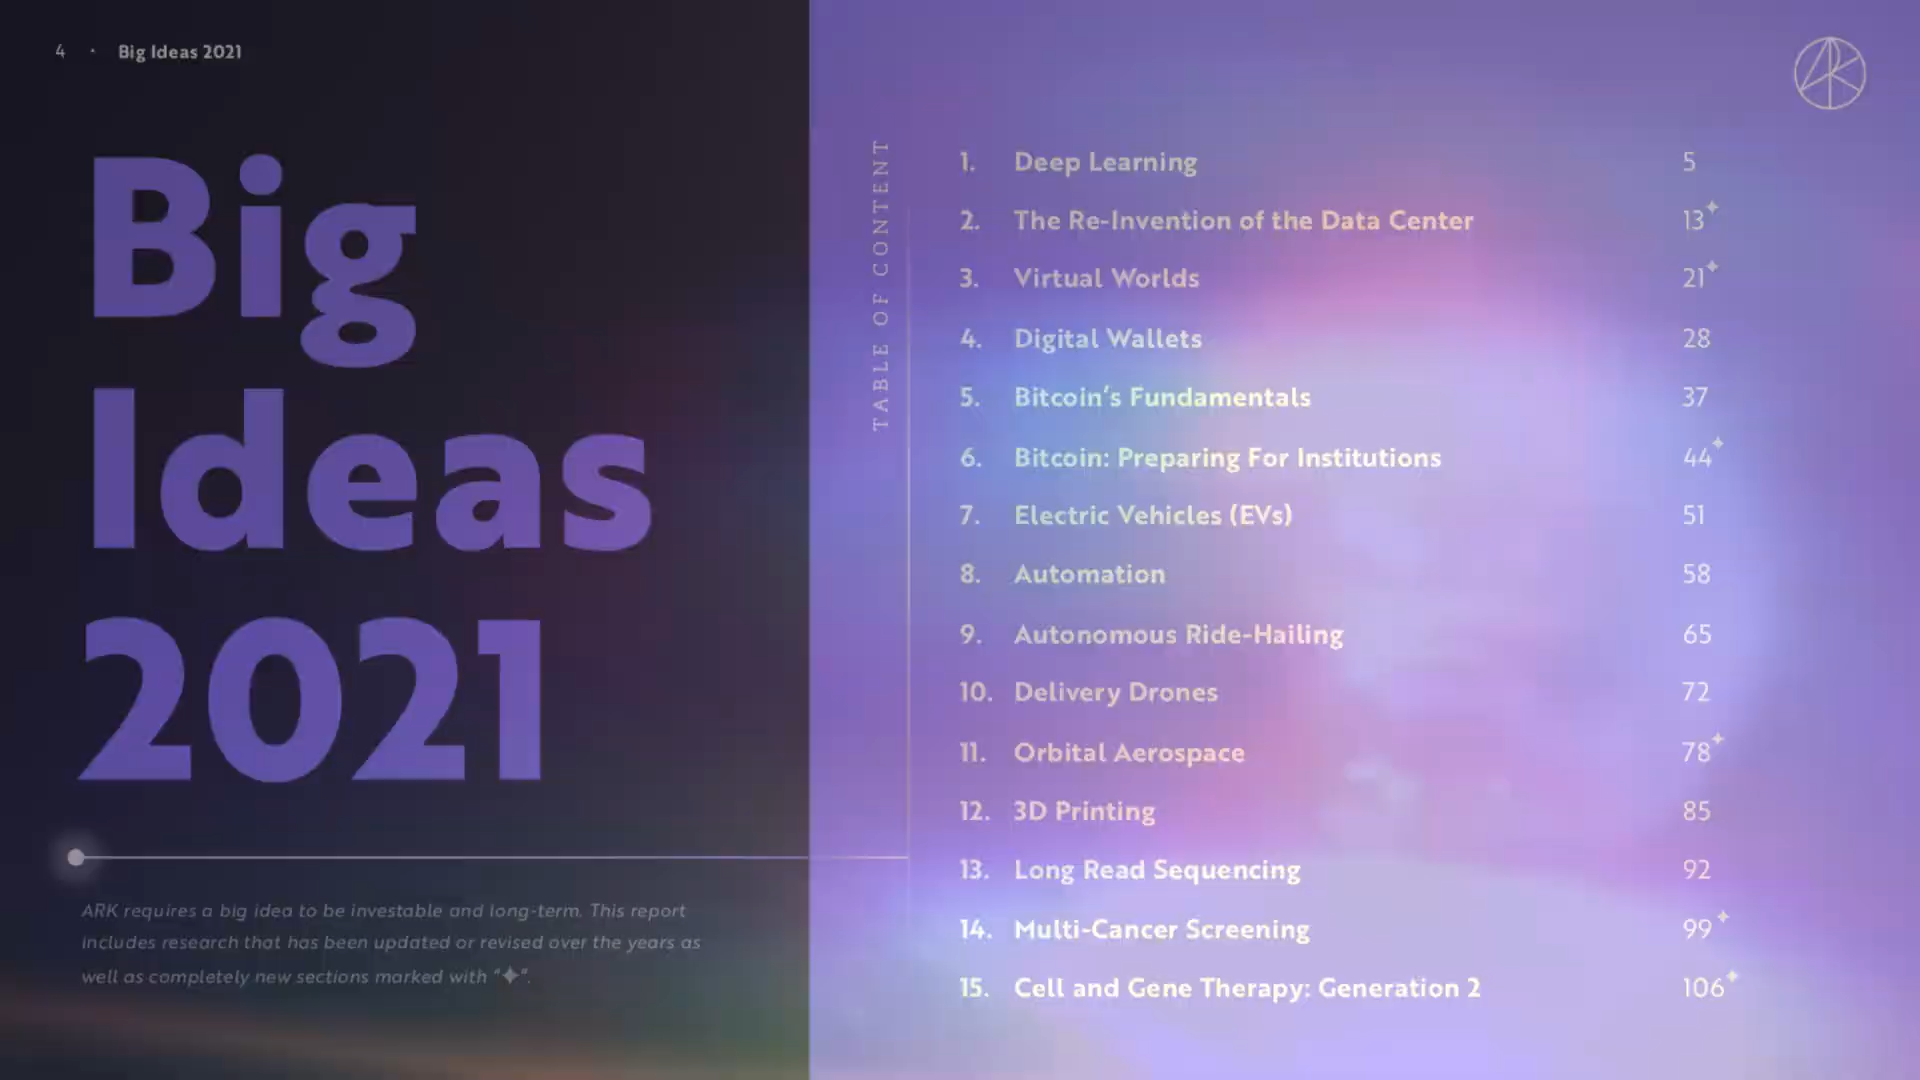 4 • Big Ideas 2021
Big
Ideas
2021
ARK requires a big idea to be investable and long-term. This report
includes research that has been updated or revised over the years as
well as completely new sections marked with “✦”.
ARK
TABLE OF CONTENT
1. Deep Learning 5
2. The Re-Invention of the Data Center 13✦
3. Virtual Worlds 21✦
4. Digital Wallets 28
5. Bitcoin’s Fundamentals 37
6. Bitcoin: Preparing For Institutions 44✦
7. Electric Vehicles (EVs) 51
8. Automation 58
9. Autonomous Ride-Hailing 65
10. Delivery Drones 72
11. Orbital Aerospace 78✦
12. 3D Printing 85
13. Long Read Sequencing 92
14. Multi-Cancer Screening 99✦
15. Cell and Gene Therapy: Generation 2 106✦